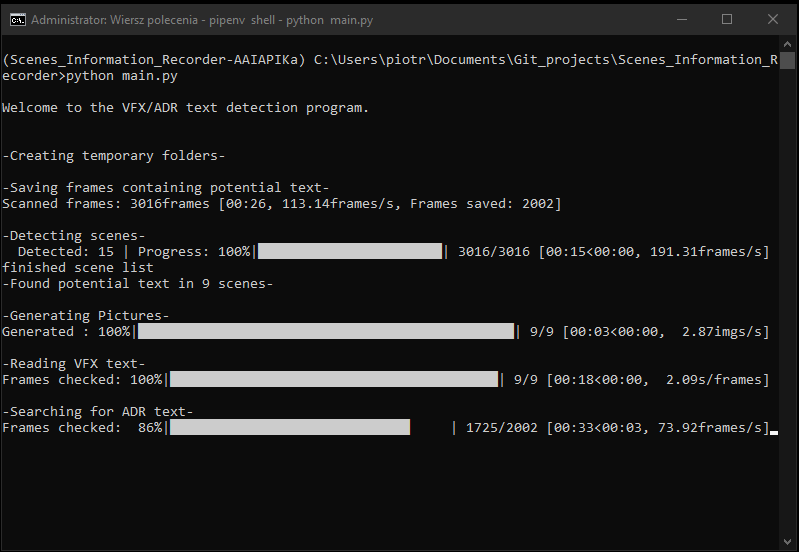 Administrator: Wiersz polecenia - pipenv  shell - python  main.py
(Scenes_Information_Recorder-AAIAPIKa) C:\Users\piotr\Documents\Git_projects\Scenes_Information_R
ecorder>python main.py
Welcome to the VFX/ADR text detection program.
-Creating temporary folders-
-Saving frames containing potential text-
Scanned frames: 3016frames [00:26, 113.14frames/s, Frames saved: 2002]
-Detecting scenes-
  Detected: 15 | Progress: 100%|                       | 3016/3016 [00:15<00:00, 191.31frames/s]
finished scene list
-Found potential text in 9 scenes-
-Generating Pictures-
Generated : 100%|                                               | 9/9 [00:03<00:00,  2.87imgs/s]
-Reading VFX text-
Frames checked: 100%|                                         | 9/9 [00:18<00:00,  2.09s/frames]
-Searching for ADR text-
Frames checked:  86%|                                   | 1725/2002 [00:33<00:03, 73.92frames/s]